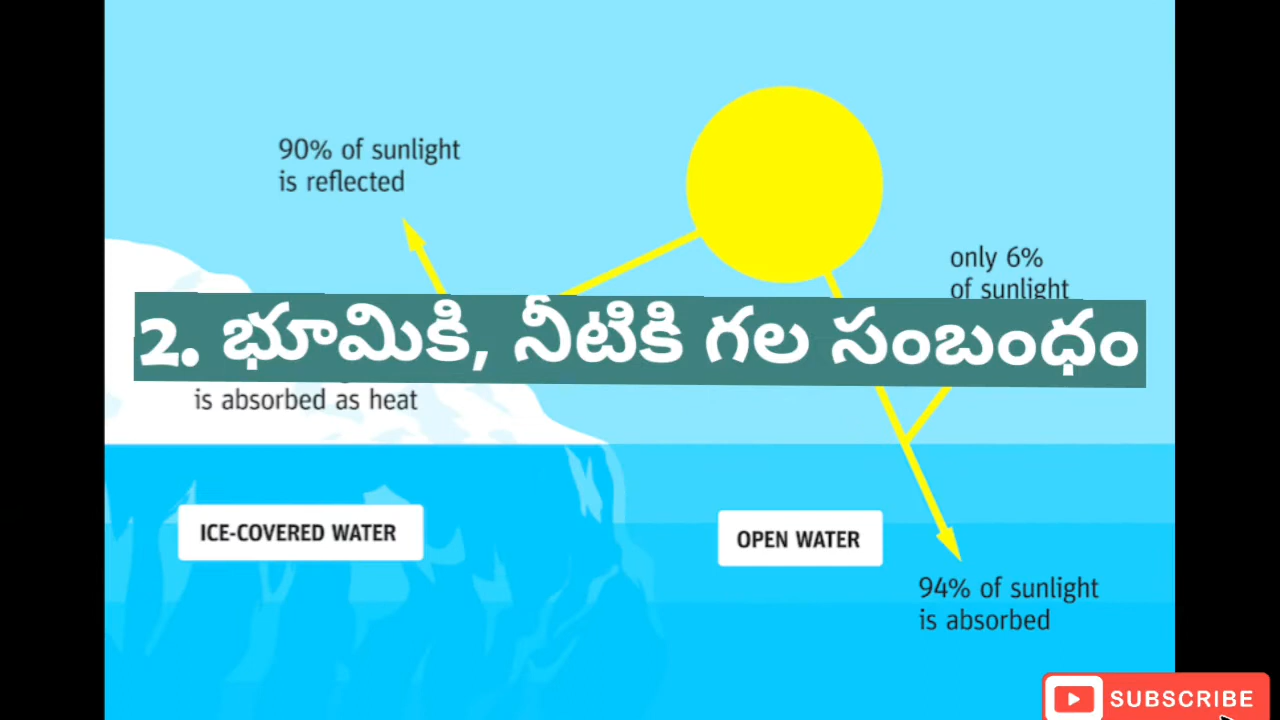 90% of sunlight
is reflected
only 6%
of sunlight
2. భూమికి, నీటికి గల సంబంధం
is absorbed as heat
ICE-COVERED WATER
OPEN WATER
94% of sunlight
is absorbed
SUBSCRIBE